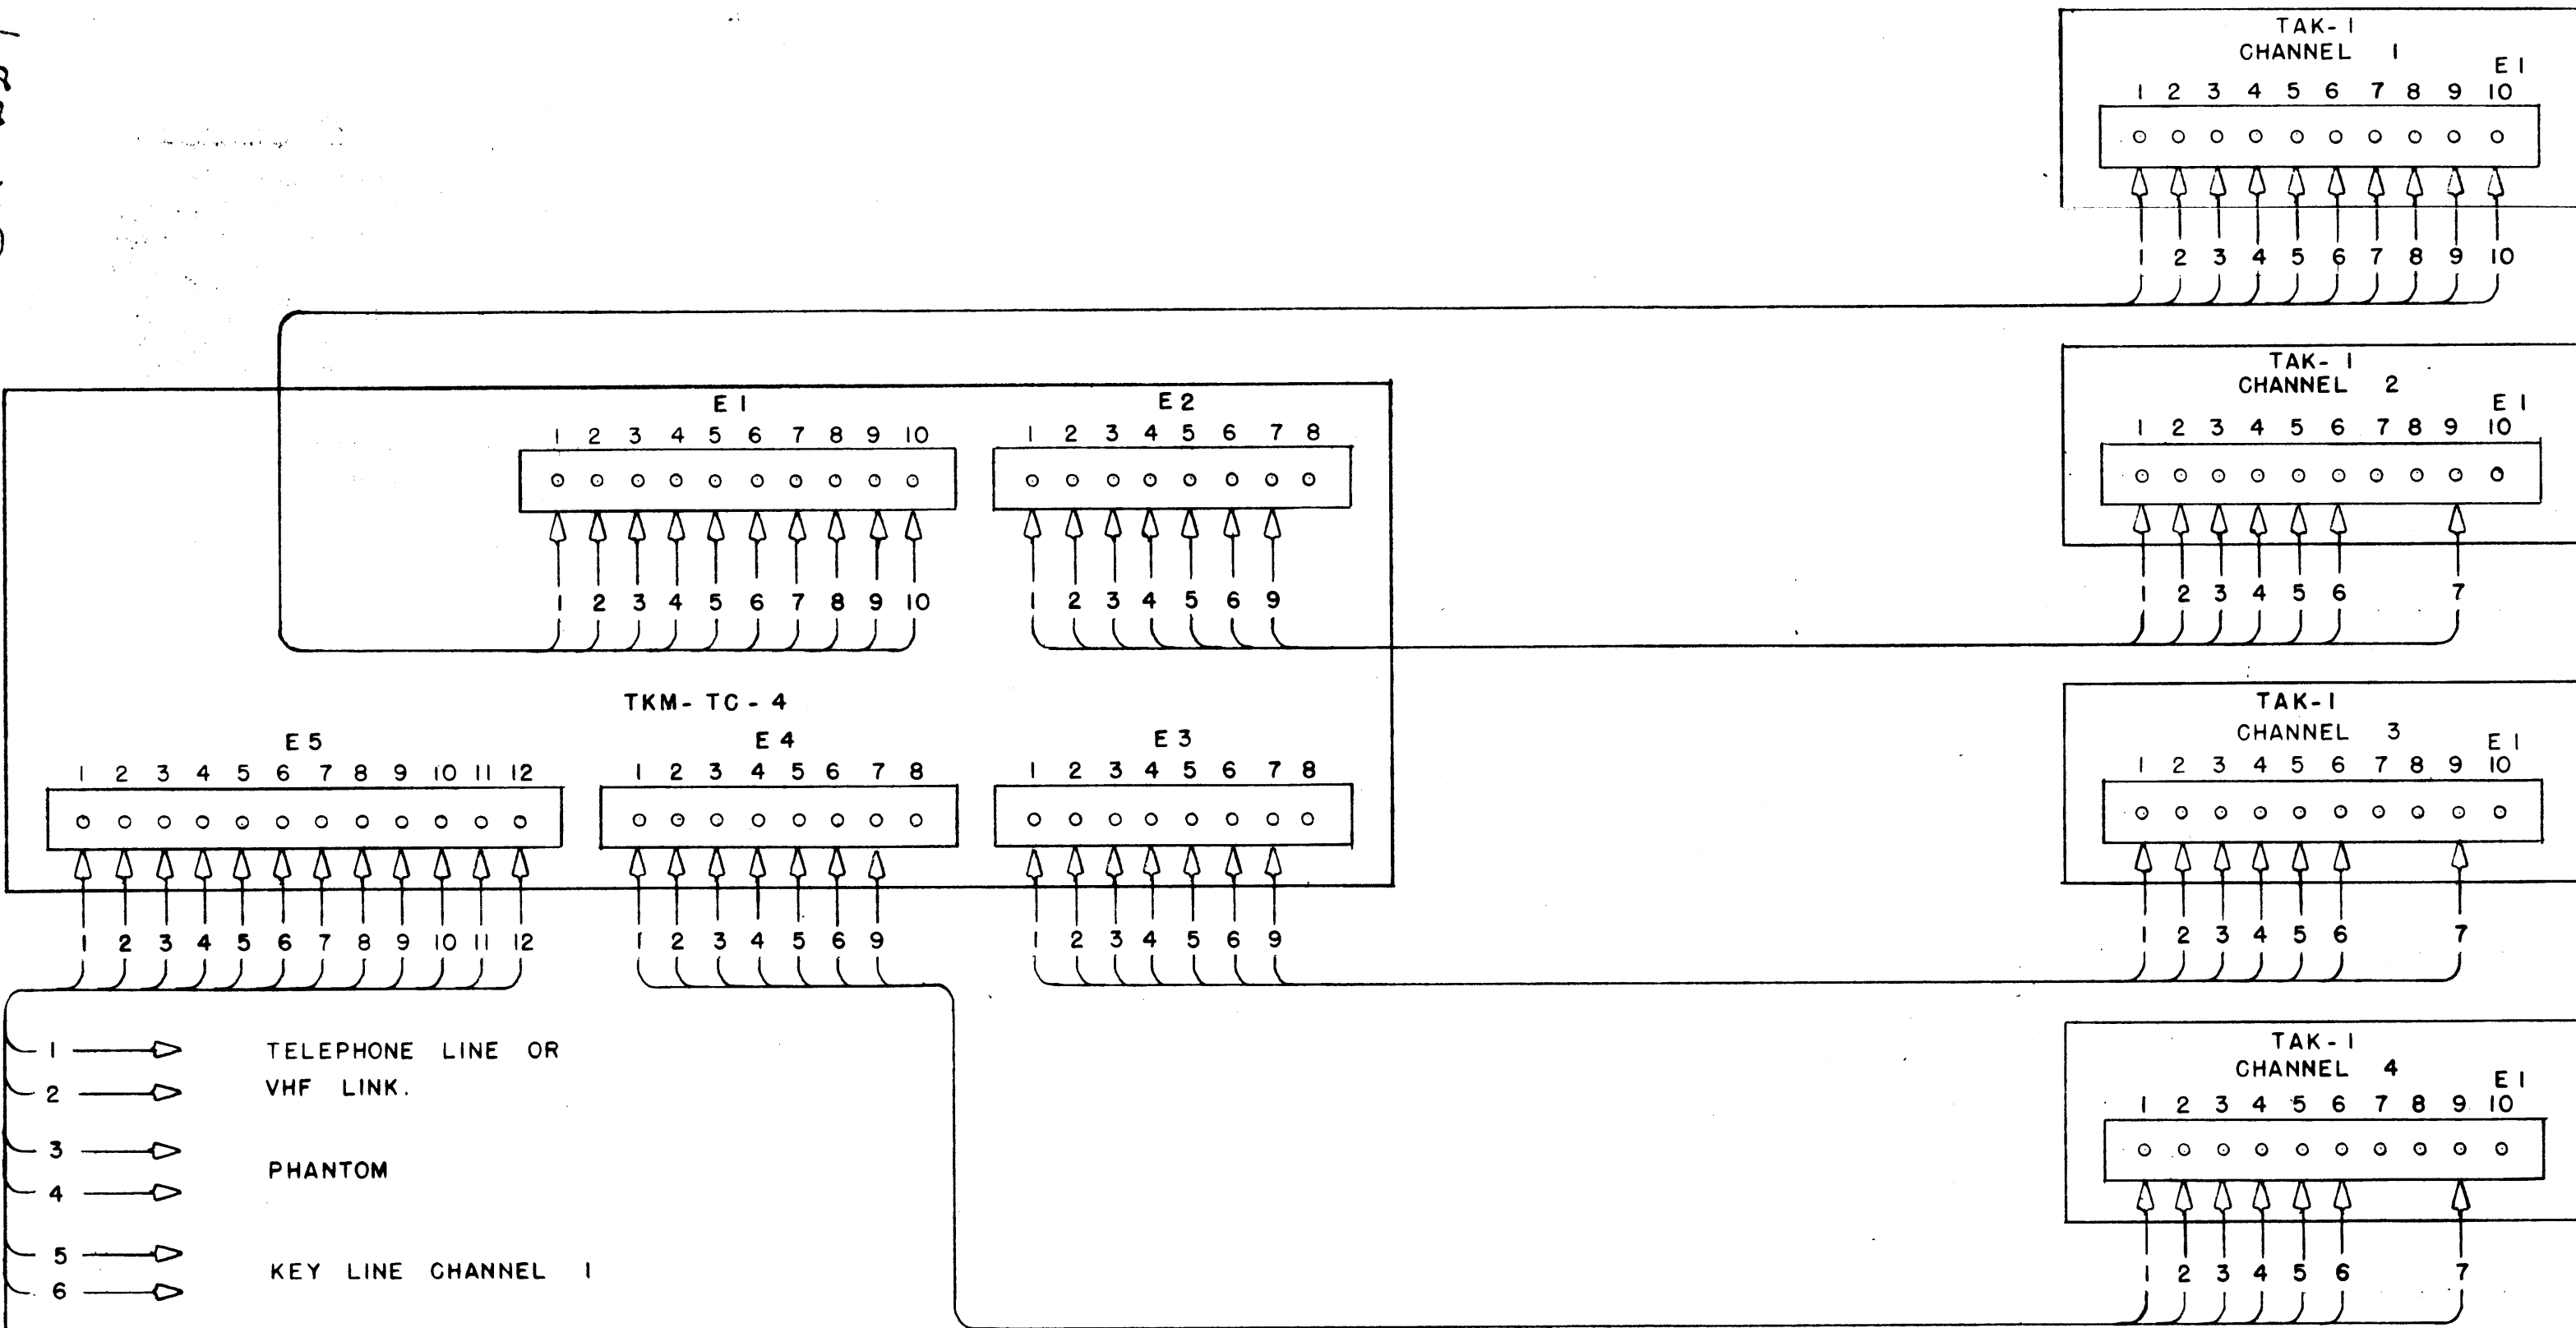 TAK-1
CHANNEL 1
E1
1 2 3 4 5 6 7 8 9 10
1 2 3 4 5 6 7 8 9 10
TAK-1
CHANNEL 2
E1
1 2 3 4 5 6 7 8 9 10
1 2 3 4 5 6 7
E1
1 2 3 4 5 6 7 8 9 10
1 2 3 4 5 6 7 8 9 10
E2
1 2 3 4 5 6 7 8
1 2 3 4 5 6 9
TKM-TC-4
TAK-1
CHANNEL 3
E1
1 2 3 4 5 6 7 8 9 10
1 2 3 4 5 6 7
E5
1 2 3 4 5 6 7 8 9 10 11 12
1 2 3 4 5 6 7 8 9 10 11 12
E4
1 2 3 4 5 6 7 8
1 2 3 4 5 6 9
E3
1 2 3 4 5 6 7 8
1 2 3 4 5 6 9
TAK-1
CHANNEL 4
E1
1 2 3 4 5 6 7 8 9 10
1 2 3 4 5 6 7
1 TELEPHONE LINE OR
2 VHF LINK.
3
PHANTOM
4
5
KEY LINE CHANNEL 1
6